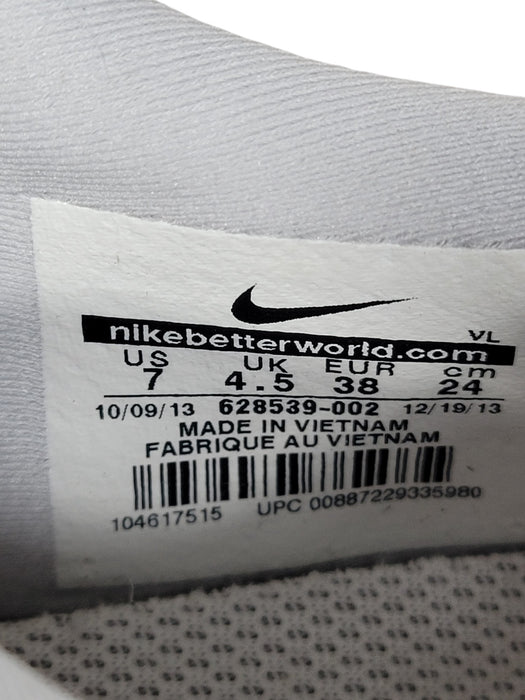 VL
nikebetterworld.com
US UK EUR cm
7 4.5 38 24
10/09/13 628539-002 12/19/13
MADE IN VIETNAM
FABRIQUE AU VIETNAM
104617515 UPC 00887229335980